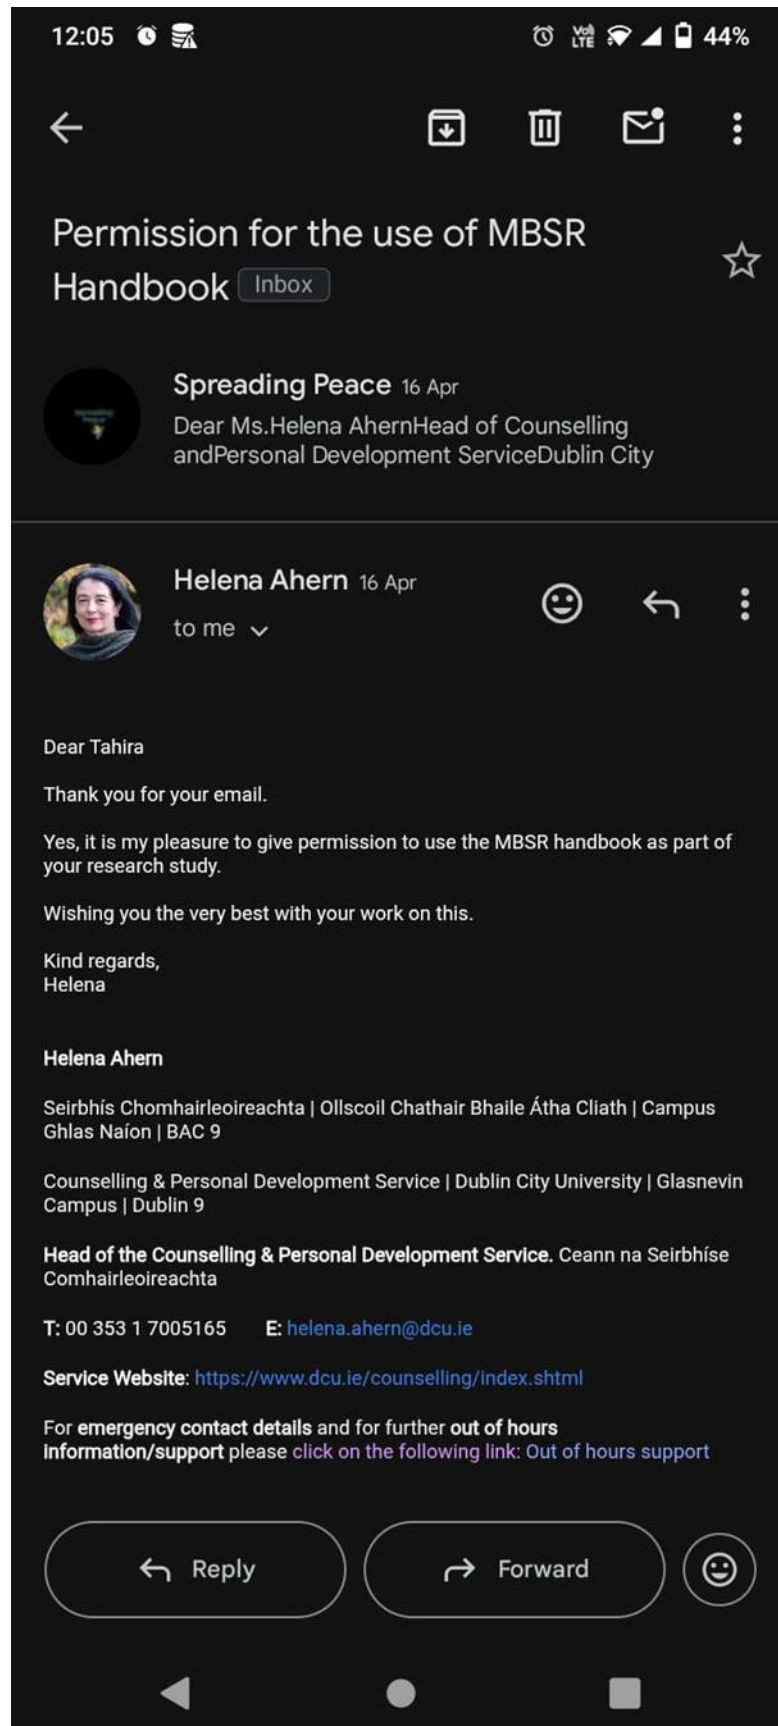 12:05
Vo)) LTE 44%
Permission for the use of MBSR
Handbook Inbox
Spreading Peace 16 Apr
Dear Ms.Helena AhernHead of Counselling
andPersonal Development ServiceDublin City
Helena Ahern 16 Apr
to me
Dear Tahira
Thank you for your email.
Yes, it is my pleasure to give permission to use the MBSR handbook as part of
your research study.
Wishing you the very best with your work on this.
Kind regards,
Helena
Helena Ahern
Seirbhís Chomhairleoireachta | Ollscoil Chathair Bhaile Átha Cliath | Campus
Ghlas Naíon | BAC 9
Counselling & Personal Development Service | Dublin City University | Glasnevin
Campus | Dublin 9
Head of the Counselling & Personal Development Service. Ceann na Seirbhíse
Comhairleoireachta
T: 00 353 1 7005165 E: helena.ahern@dcu.ie
Service Website: https://www.dcu.ie/counselling/index.shtml
For emergency contact details and for further out of hours
information/support please click on the following link: Out of hours support
Reply
Forward